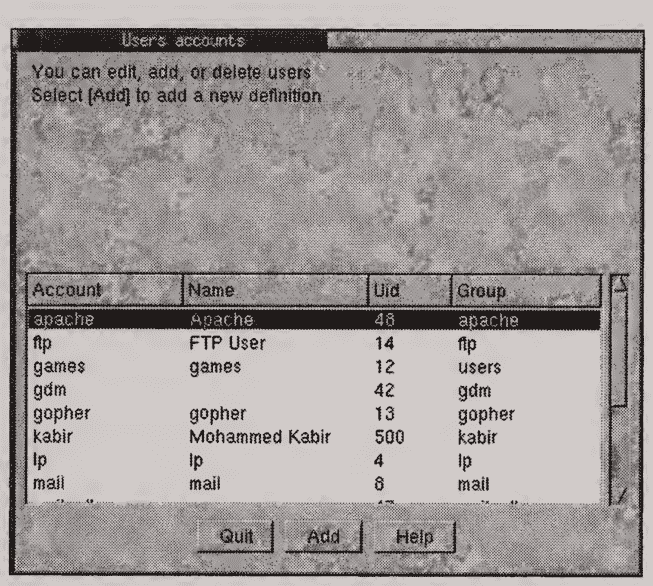 Users accounts
You can edit, add, or delete users
Select [Add] to add a new definition
Account Name Uid Group
apache Apache 48 apache
ftp FTP User 14 ftp
games games 12 users
gdm 42 gdm
gopher gopher 13 gopher
kabir Mohammed Kabir 500 kabir
lp lp 4 lp
mail mail 8 mail
Quit Add Help